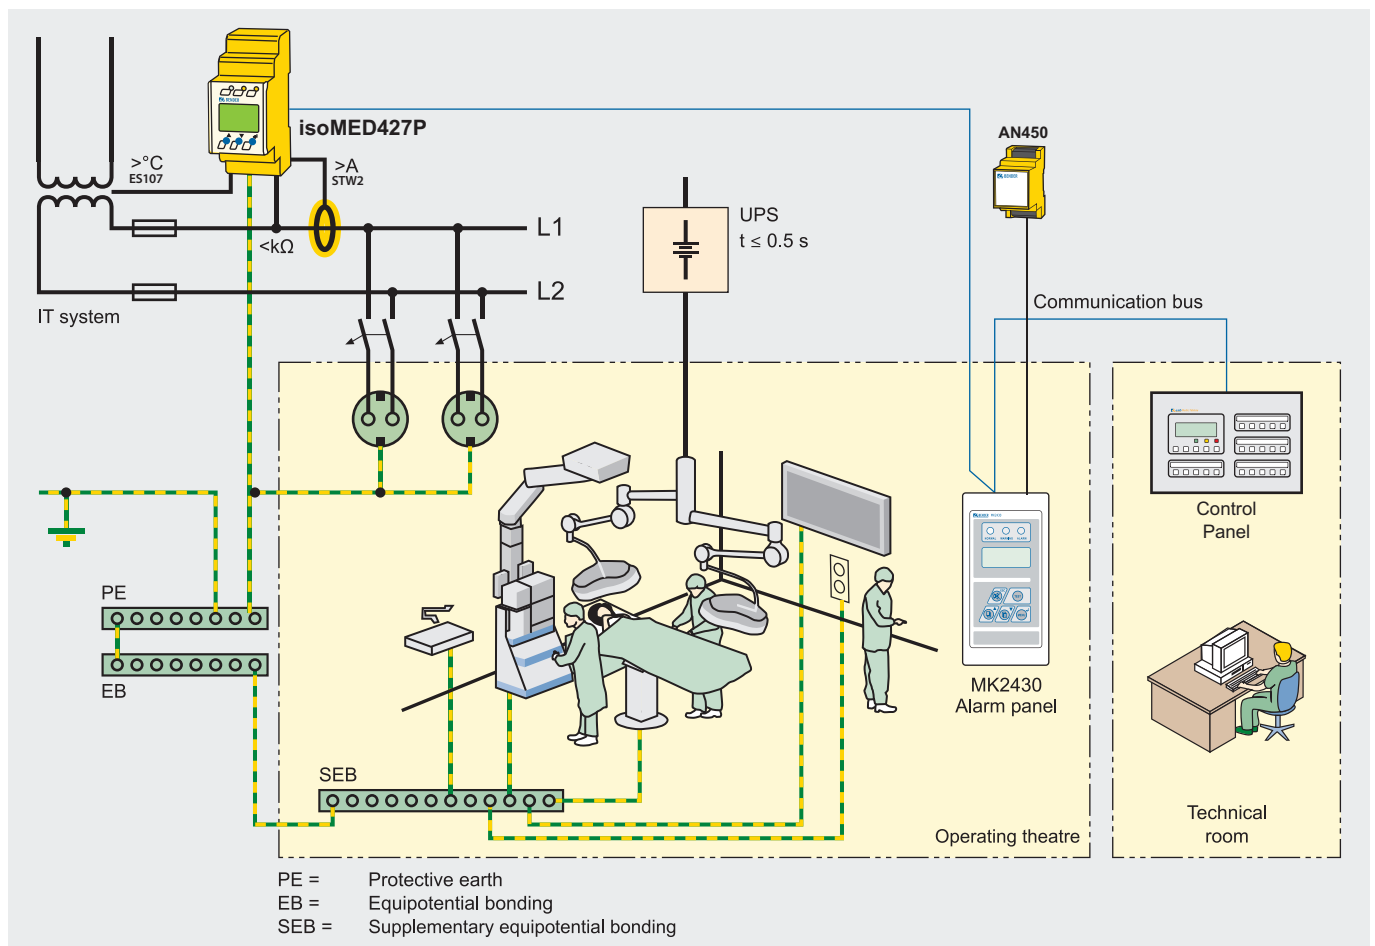 isoMED427P
>°C
ES107
>A
STW2
<kΩ
L1
L2
IT system
UPS
t ≤ 0.5 s
AN450
BENDER
Communication bus
Control
Panel
PE
EB
SEB
MK2430
Alarm panel
Operating theatre
Technical
room
PE = Protective earth
EB = Equipotential bonding
SEB = Supplementary equipotential bonding